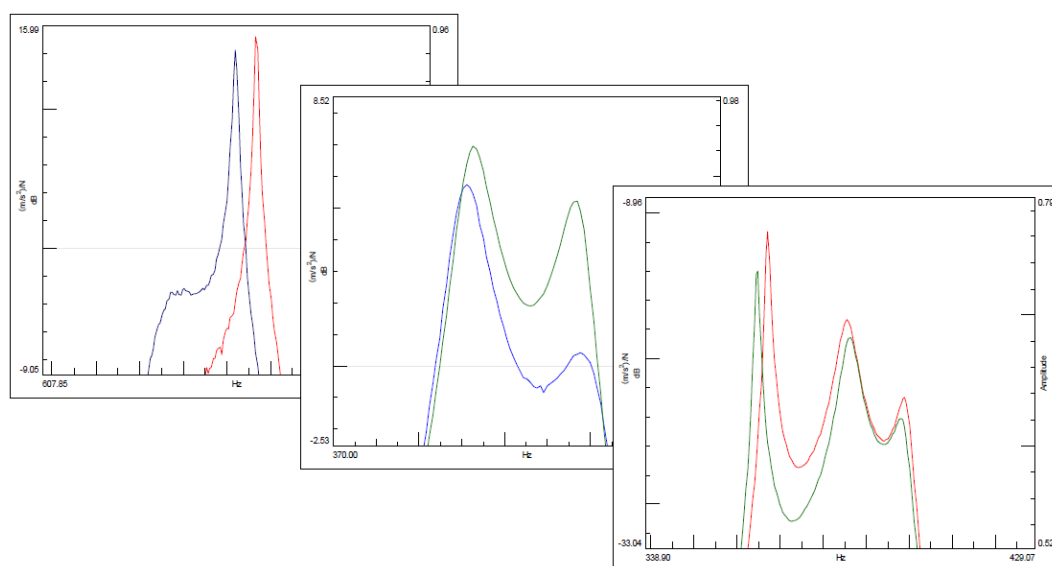 15.99
0.96
(m/s²)/N
dB
-9.05
607.85
Hz
8.52
0.98
(m/s²)/N
dB
-2.53
370.00
Hz
-8.96
0.79
(m/s²)/N
dB
Amplitude
-33.04
0.52
338.90
Hz
429.07